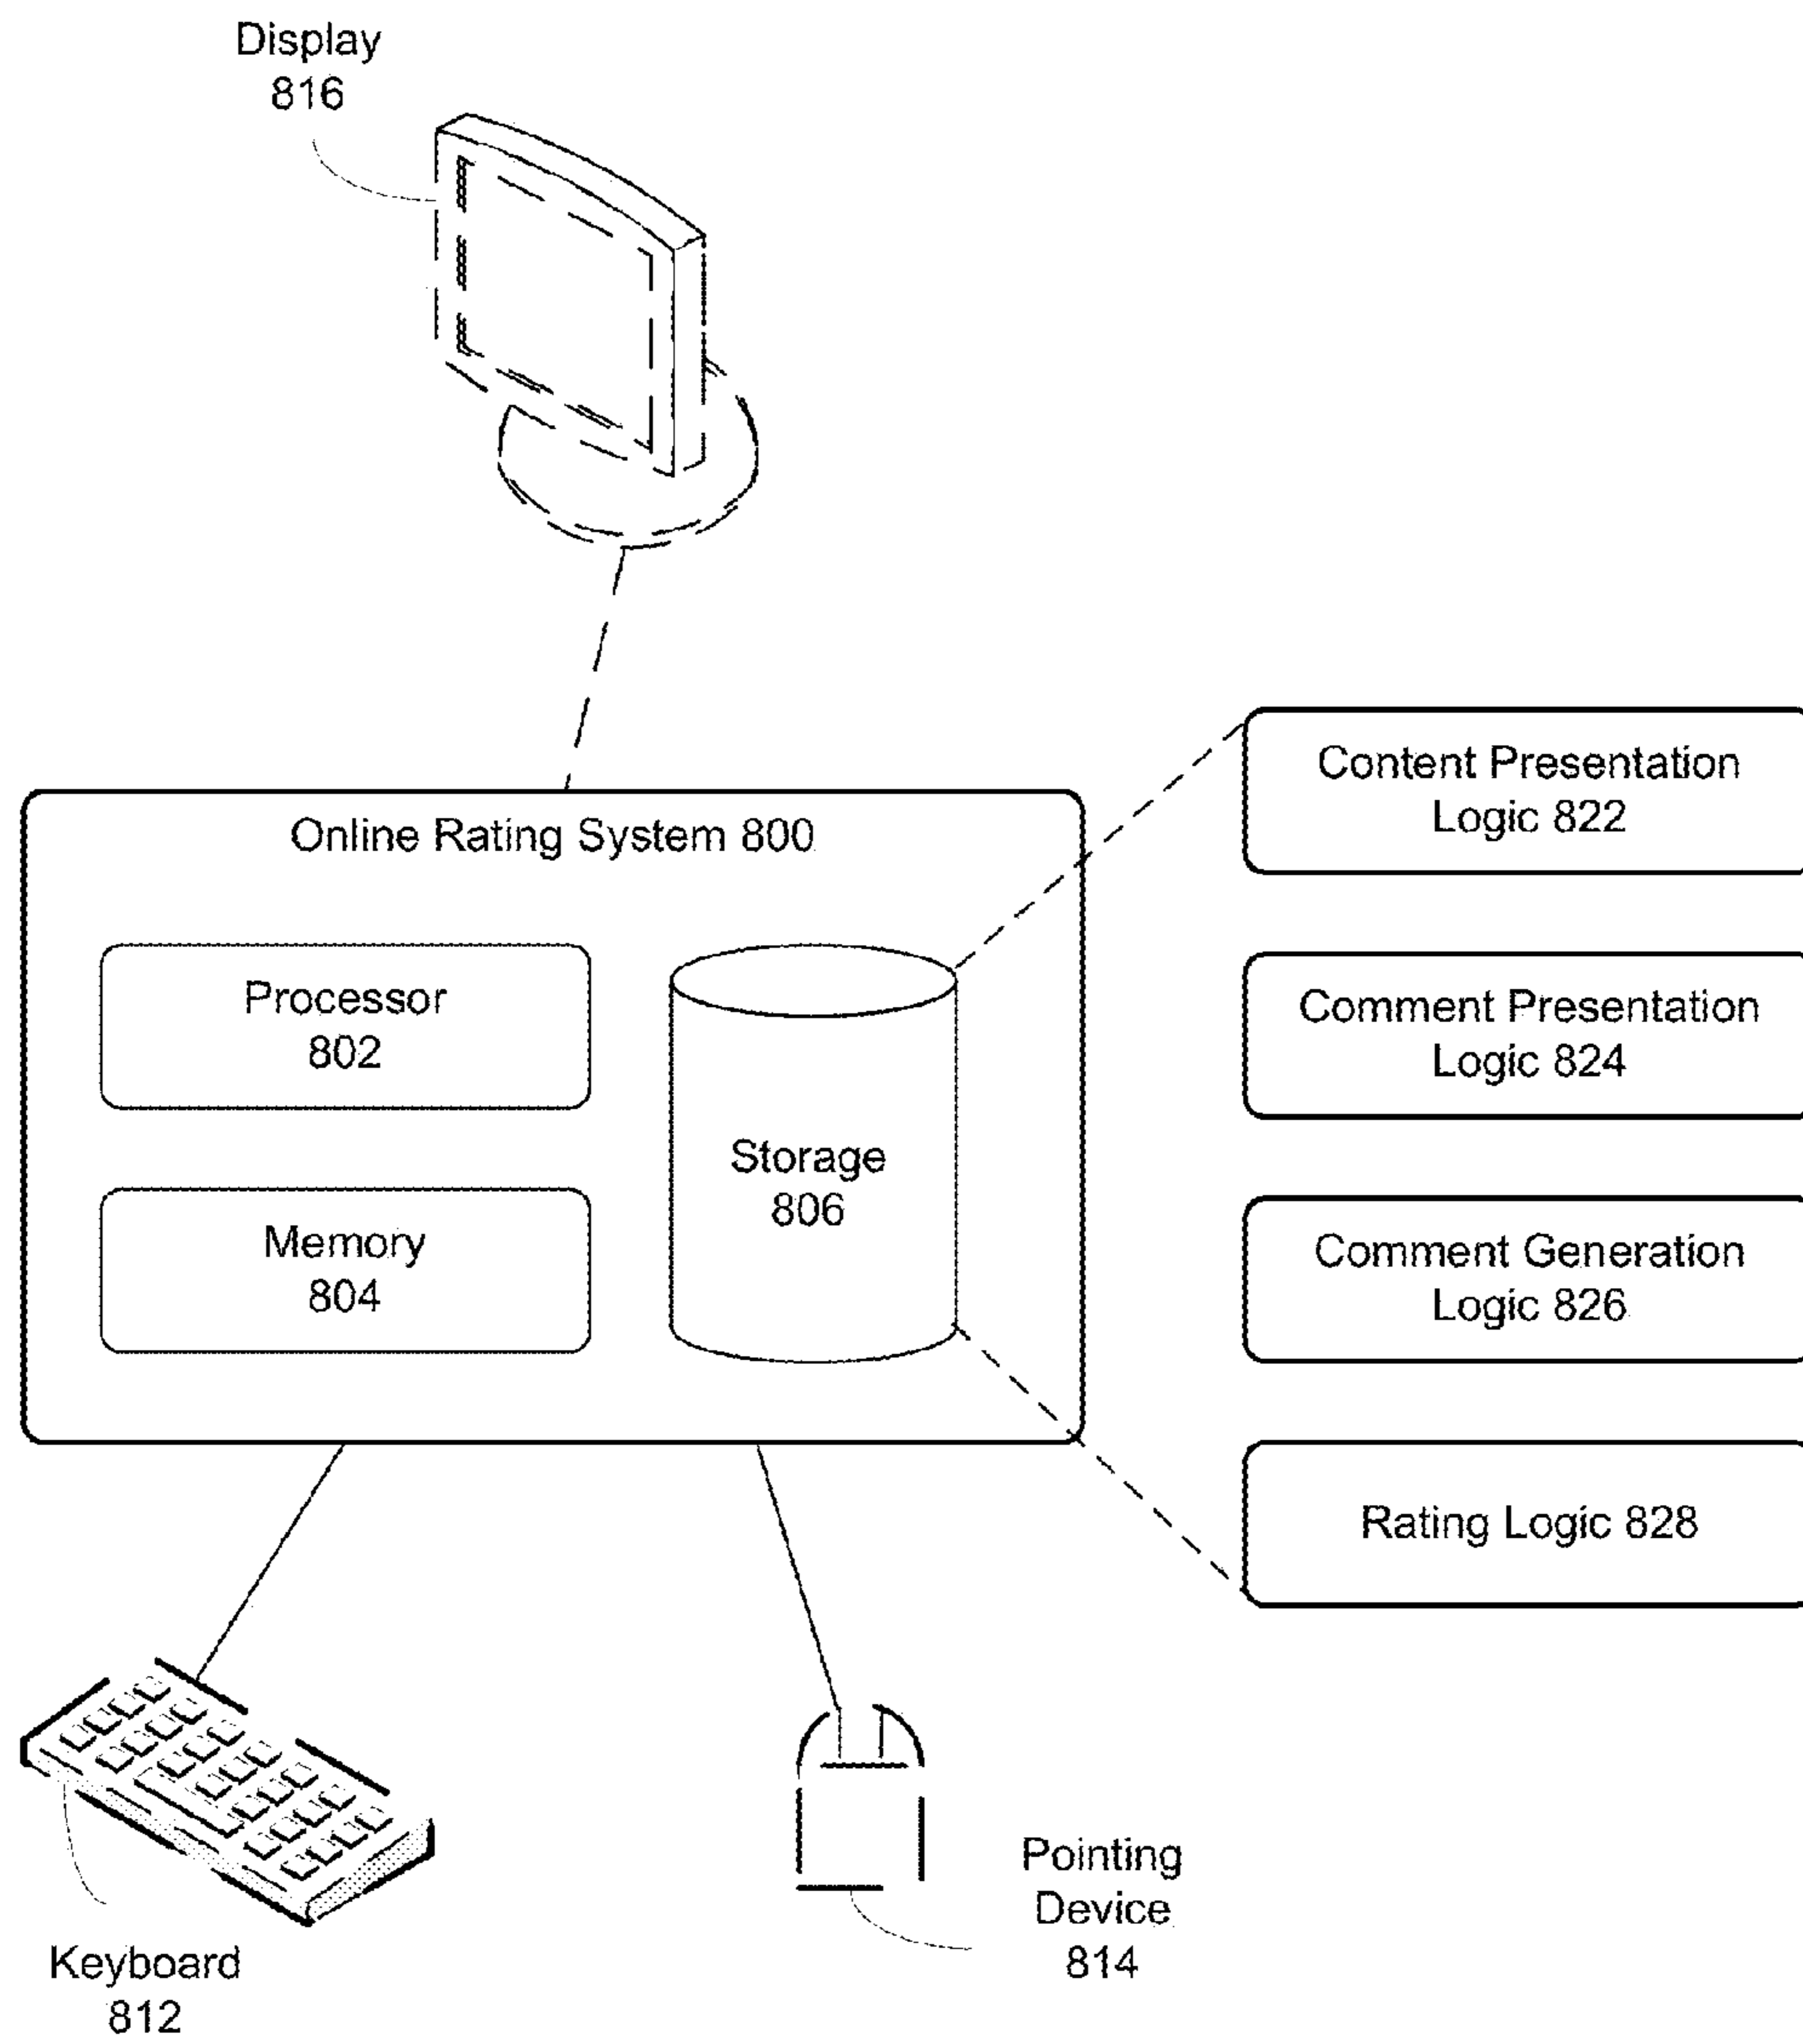 Display
816
Online Rating System 800
Processor
802
Memory
804
Storage
806
Content Presentation
Logic 822
Comment Presentation
Logic 824
Comment Generation
Logic 826
Rating Logic 828
Keyboard
812
Pointing
Device
814